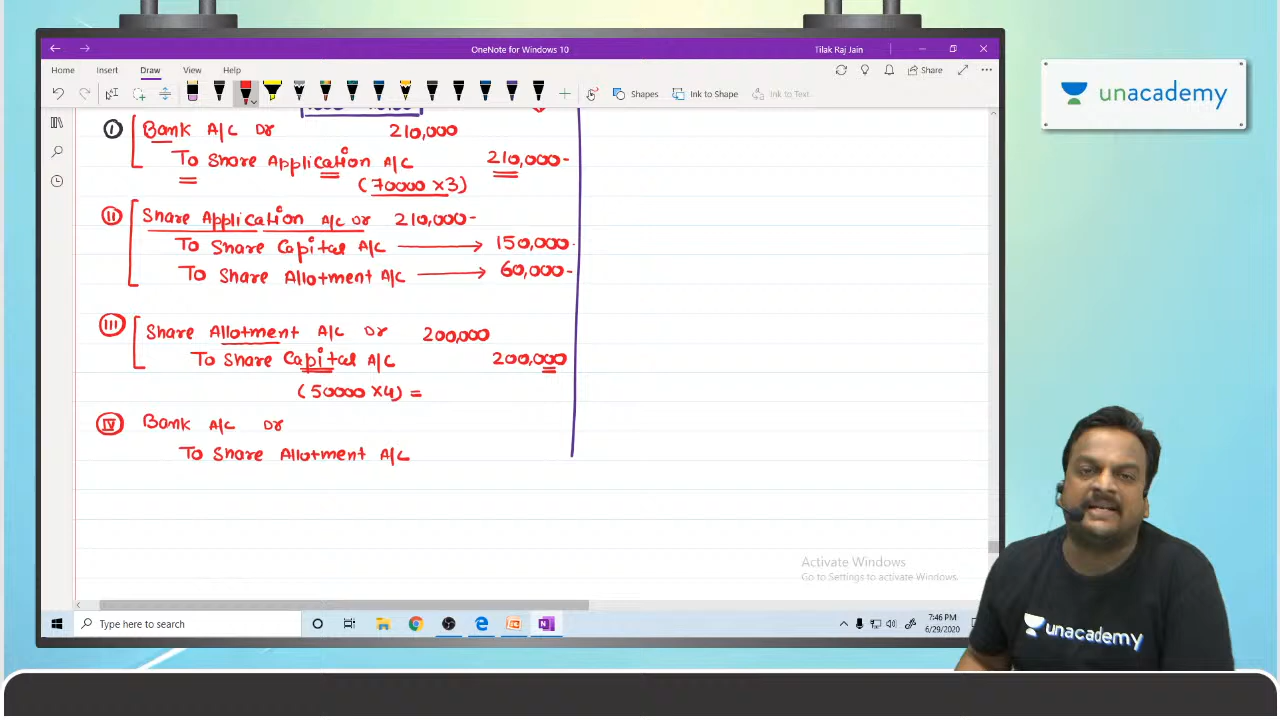 OneNote for Windows 10
Tilak Raj Jain
Home Insert Draw View Help
Share
Shapes
Ink to Shape
Ink to Text
unacademy
I Bank A/C Dr 210,000
To Share Application A/C 210,000-
(70000 x3)
II Share Application A/C Dr 210,000-
To Share Capital A/C → 150,000-
To Share Allotment A/C → 60,000-
III Share Allotment A/C Dr 200,000
To Share Capital A/C 200,000
(50000 x4) =
IV Bank A/C Dr
To Share Allotment A/C
Activate Windows
Go to Settings to activate Windows.
Type here to search
7:46 PM
6/29/2020
unacademy